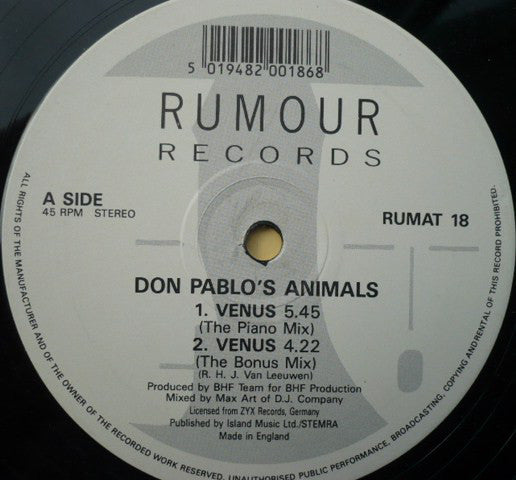 5 019482 001868
RUMOUR
RECORDS
A SIDE
45 RPM STEREO
RUMAT 18
DON PABLO'S ANIMALS
1. VENUS 5.45
(The Piano Mix)
2. VENUS 4.22
(The Bonus Mix)
(R. H. J. Van Leeuwen)
Produced by BHF Team for BHF Production
Mixed by Max Art of D.J. Company
Licensed from ZYX Records, Germany
Published by Island Music Ltd./STEMRA
Made in England
ALL RIGHTS OF THE MANUFACTURER AND OF THE OWNER OF THE RECORDED WORK RESERVED. UNAUTHORISED PUBLIC PERFORMANCE, BROADCASTING, COPYING AND RENTAL OF THIS RECORD PROHIBITED.